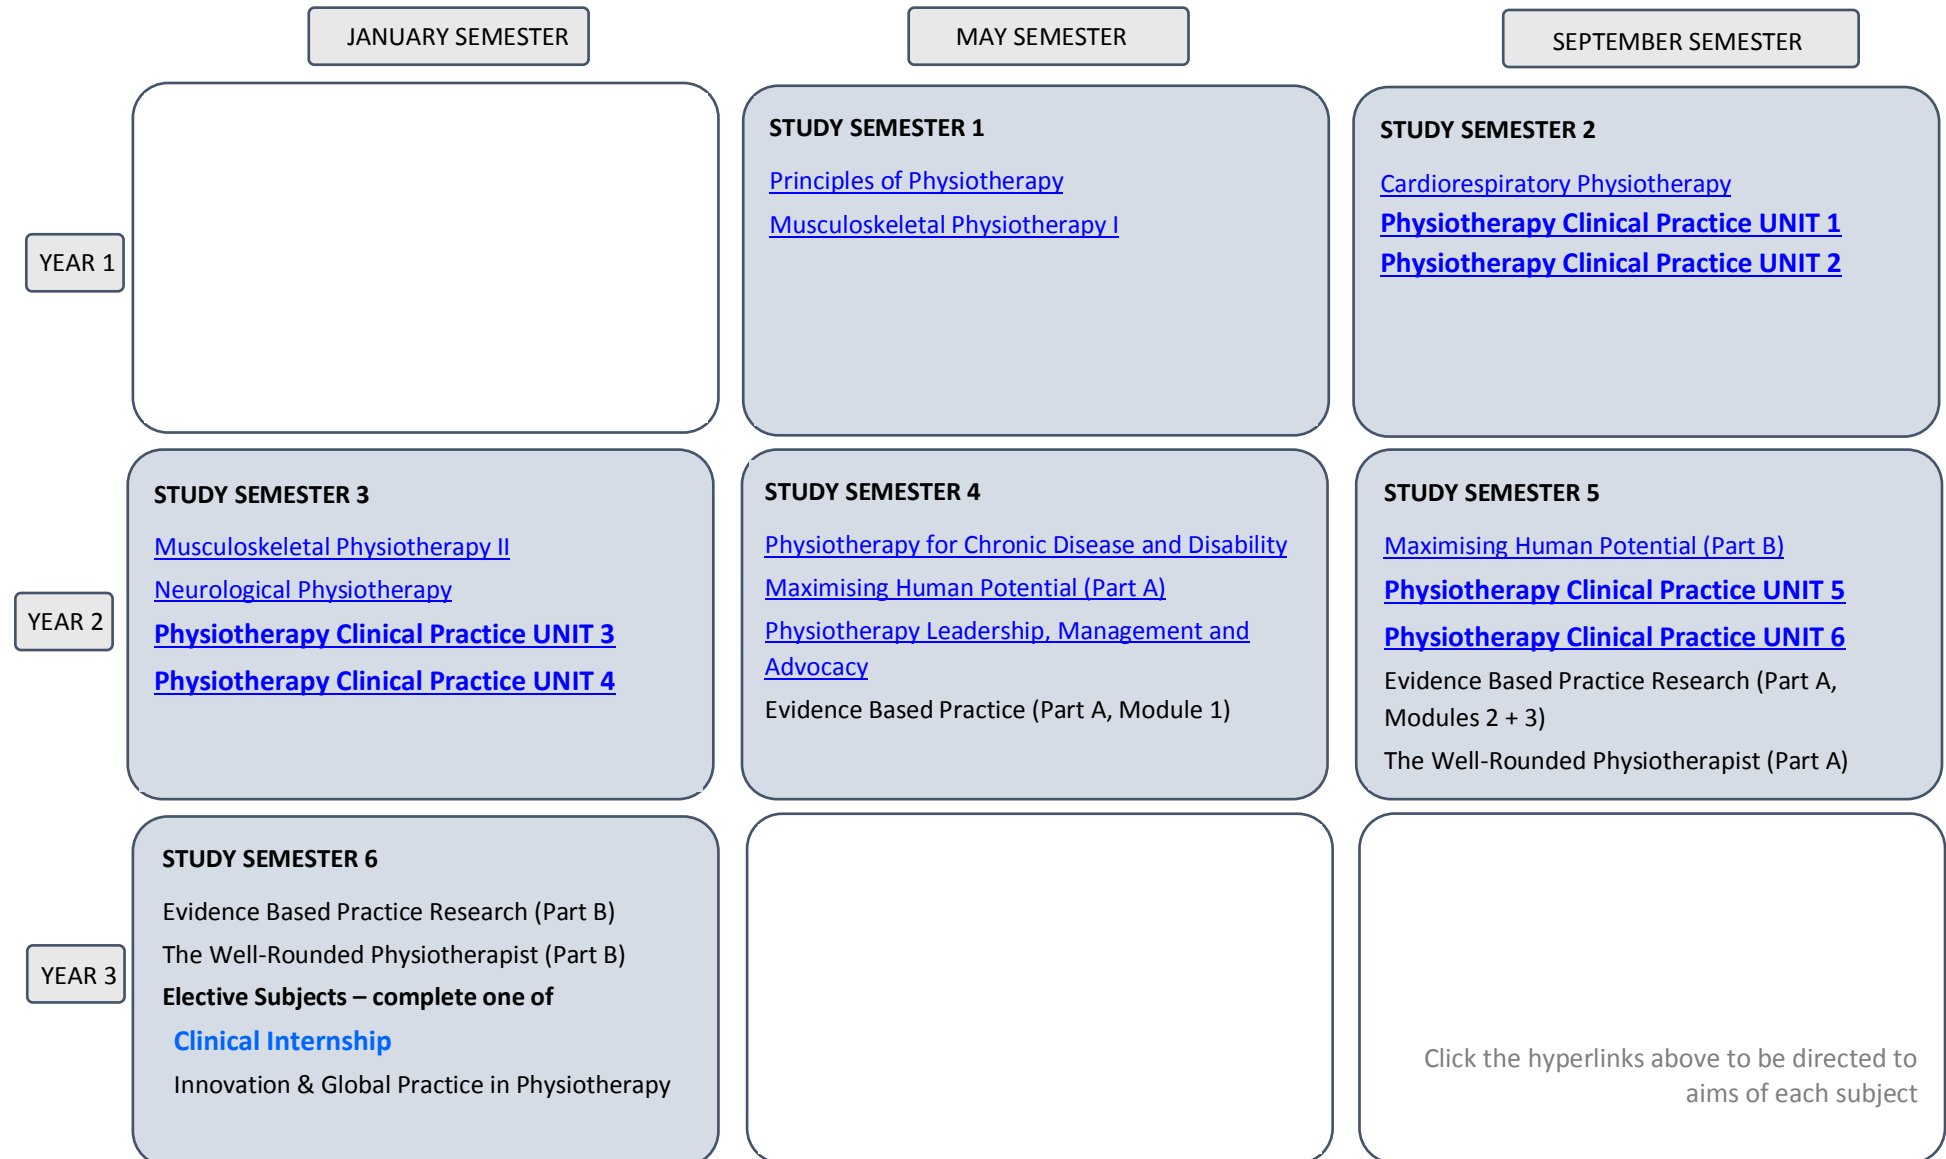 JANUARY SEMESTER
MAY SEMESTER
SEPTEMBER SEMESTER
YEAR 1
STUDY SEMESTER 1
Principles of Physiotherapy
Musculoskeletal Physiotherapy I
STUDY SEMESTER 2
Cardiorespiratory Physiotherapy
Physiotherapy Clinical Practice UNIT 1
Physiotherapy Clinical Practice UNIT 2
YEAR 2
STUDY SEMESTER 3
Musculoskeletal Physiotherapy II
Neurological Physiotherapy
Physiotherapy Clinical Practice UNIT 3
Physiotherapy Clinical Practice UNIT 4
STUDY SEMESTER 4
Physiotherapy for Chronic Disease and Disability
Maximising Human Potential (Part A)
Physiotherapy Leadership, Management and
Advocacy
Evidence Based Practice (Part A, Module 1)
STUDY SEMESTER 5
Maximising Human Potential (Part B)
Physiotherapy Clinical Practice UNIT 5
Physiotherapy Clinical Practice UNIT 6
Evidence Based Practice Research (Part A,
Modules 2 + 3)
The Well-Rounded Physiotherapist (Part A)
YEAR 3
STUDY SEMESTER 6
Evidence Based Practice Research (Part B)
The Well-Rounded Physiotherapist (Part B)
Elective Subjects – complete one of
Clinical Internship
Innovation & Global Practice in Physiotherapy
Click the hyperlinks above to be directed to
aims of each subject